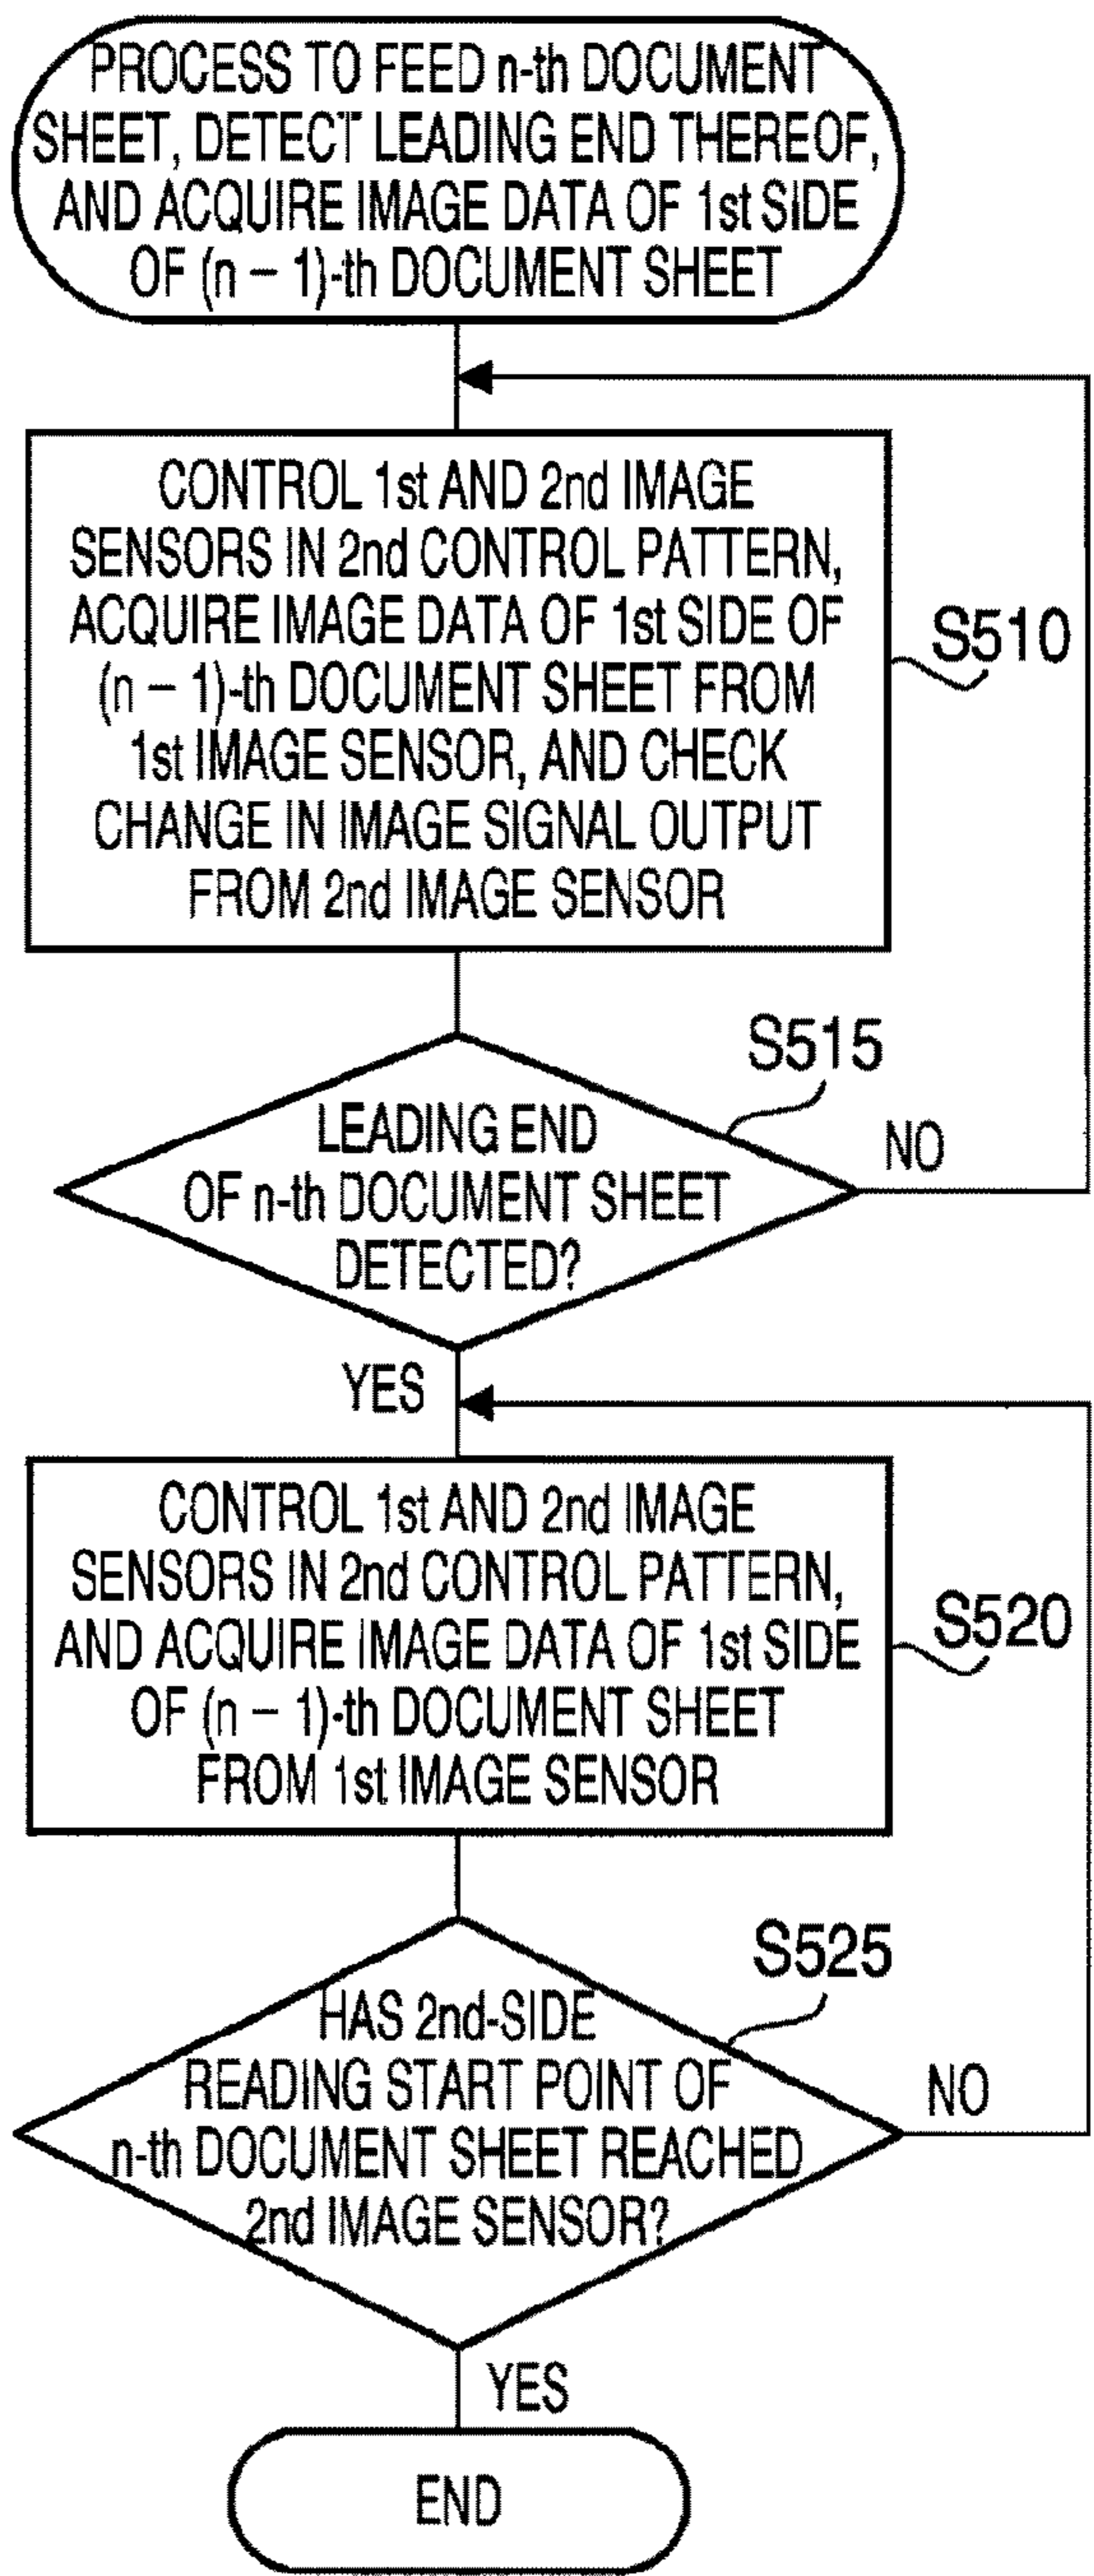 PROCESS TO FEED n-th DOCUMENT
SHEET, DETECT LEADING END THEREOF,
AND ACQUIRE IMAGE DATA OF 1st SIDE
OF (n – 1)-th DOCUMENT SHEET
CONTROL 1st AND 2nd IMAGE
SENSORS IN 2nd CONTROL PATTERN,
ACQUIRE IMAGE DATA OF 1st SIDE OF
(n – 1)-th DOCUMENT SHEET FROM
1st IMAGE SENSOR, AND CHECK
CHANGE IN IMAGE SIGNAL OUTPUT
FROM 2nd IMAGE SENSOR
S510
S515
LEADING END
OF n-th DOCUMENT SHEET
DETECTED?
NO
YES
CONTROL 1st AND 2nd IMAGE
SENSORS IN 2nd CONTROL PATTERN,
AND ACQUIRE IMAGE DATA OF 1st SIDE
OF (n – 1)-th DOCUMENT SHEET
FROM 1st IMAGE SENSOR
S520
S525
HAS 2nd-SIDE
READING START POINT OF
n-th DOCUMENT SHEET REACHED
2nd IMAGE SENSOR?
NO
YES
END